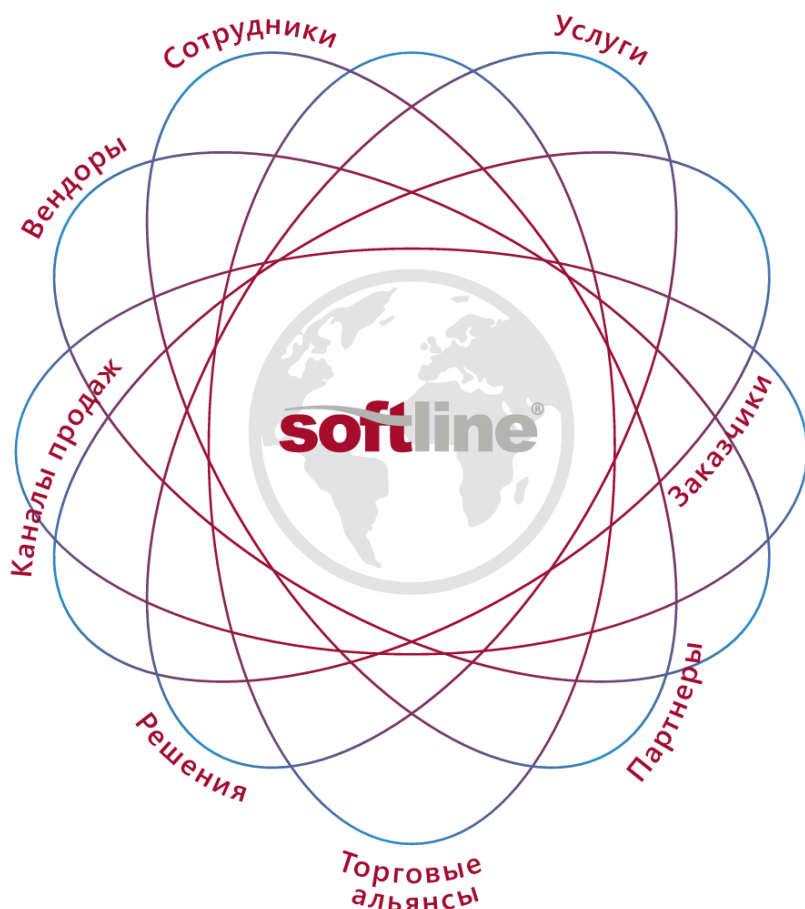 Сотрудники
Услуги
Вендоры
Каналы продаж
softline®
Заказчики
Партнеры
Решения
Торговые
альянсы